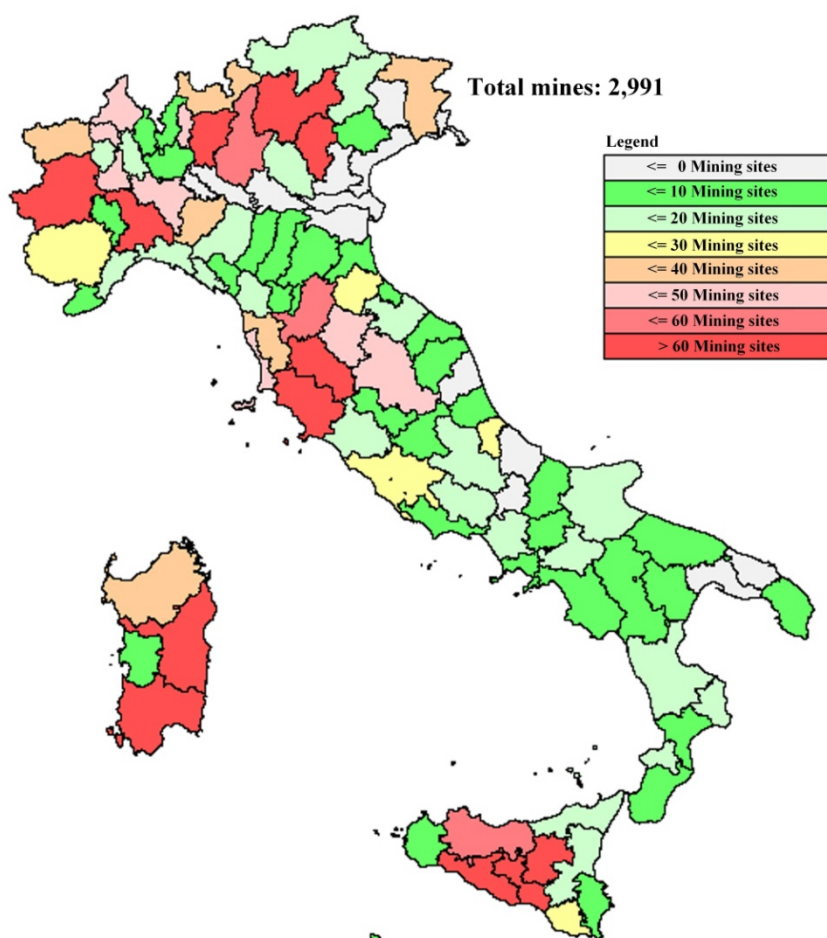 Total mines: 2,991
Legend
<= 0 Mining sites
<= 10 Mining sites
<= 20 Mining sites
<= 30 Mining sites
<= 40 Mining sites
<= 50 Mining sites
<= 60 Mining sites
> 60 Mining sites